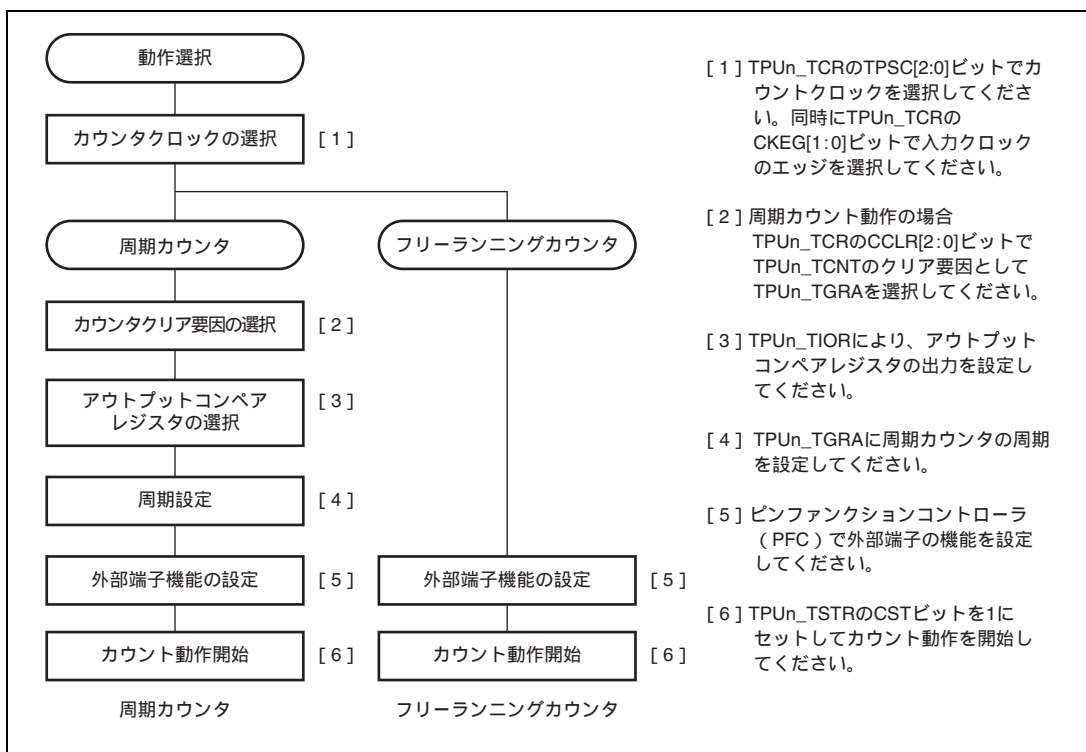 動作選択
カウンタクロックの選択 [ 1 ]
周期カウンタ
フリーランニングカウンタ
カウンタクリア要因の選択 [ 2 ]
アウトプットコンペア
レジスタの選択
[ 3 ]
周期設定 [ 4 ]
外部端子機能の設定 [ 5 ]
外部端子機能の設定 [ 5 ]
カウント動作開始 [ 6 ]
カウント動作開始 [ 6 ]
周期カウンタ
フリーランニングカウンタ
[ 1 ] TPUn_TCRのTPSC[2:0]ビットでカ
ウントクロックを選択してくださ
い。同時にTPUn_TCRの
CKEG[1:0]ビットで入力クロック
のエッジを選択してください。
[ 2 ] 周期カウント動作の場合
TPUn_TCRのCCLR[2:0]ビットで
TPUn_TCNTのクリア要因として
TPUn_TGRAを選択してください。
[ 3 ] TPUn_TIORにより、アウトプット
コンペアレジスタの出力を設定し
てください。
[ 4 ] TPUn_TGRAに周期カウンタの周期
を設定してください。
[ 5 ] ピンファンクションコントローラ
( PFC ) で外部端子の機能を設定
してください。
[ 6 ] TPUn_TSTRのCSTビットを1に
セットしてカウント動作を開始し
てください。